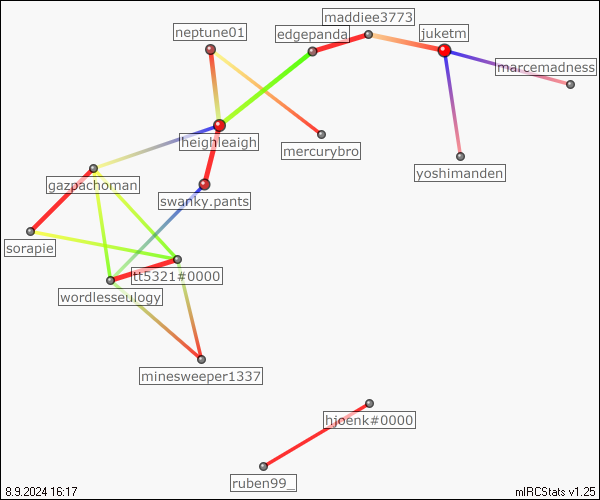 maddiee3773
neptune01
edgepanda
juketm
marcemadness
heighleaigh
mercurybro
yoshimanden
gazpachoman
swanky.pants
sorapie
tt5321#0000
wordlesseulogy
minesweeper1337
hjoenk#0000
ruben99_
8.9.2024 16:17
mIRCStats v1.25